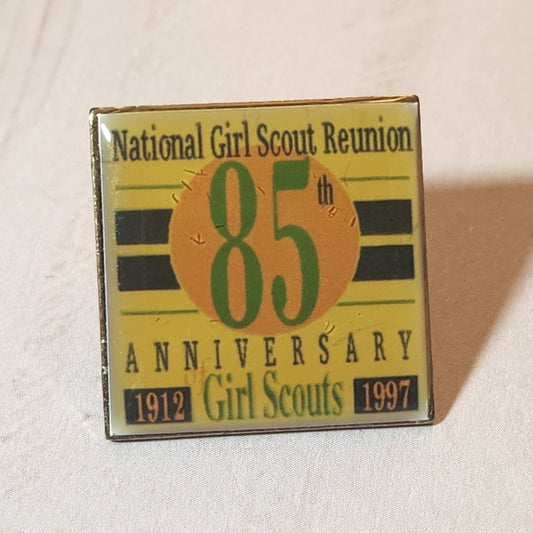 National Girl Scout Reunion
85th
ANNIVERSARY
of
1912 Girl Scouts 1997